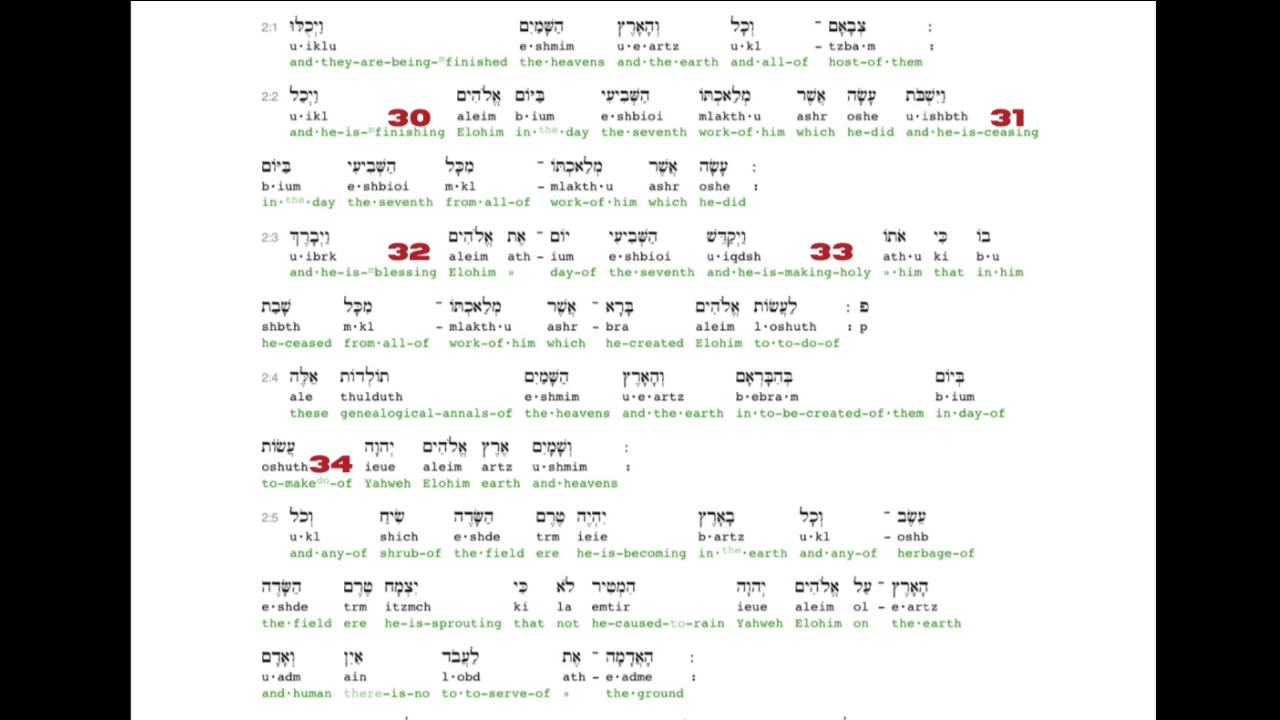 2:1 וַיְכֻלּוּ הַשָּׁמַיִם וְהָאָרֶץ וְכָל ־ צְבָאָם :
u·iklu e·shmim u·e·artz u·kl - tzba·m :
and·they-are-being-ᵐfinished the·heavens and·the·earth and·all-of host-of·them
2:2 וַיְכַל אֱלֹהִים בַּיּוֹם הַשְּׁבִיעִי מְלַאכְתּוֹ אֲשֶׁר עָשָׂה וַיִּשְׁבֹּת
u·ikl 30 aleim b·ium e·shbioi mlakth·u ashr oshe u·ishbth 31
and·he-is-ᵐfinishing Elohim in·the·day the·seventh work-of·him which he-did and·he-is-ceasing
בַּיּוֹם הַשְּׁבִיעִי מִכָּל ־ מְלַאכְתּוֹ אֲשֶׁר עָשָׂה :
b·ium e·shbioi m·kl - mlakth·u ashr oshe :
in·the·day the·seventh from·all-of work-of·him which he-did
2:3 וַיְבָרֶךְ אֱלֹהִים אֶת ־ יוֹם הַשְּׁבִיעִי וַיְקַדֵּשׁ אֹתוֹ כִּי בוֹ
u·ibrk 32 aleim ath - ium e·shbioi u·iqdsh 33 ath·u ki b·u
and·he-is-ᵐblessing Elohim » day-of the·seventh and·he-is-making-holy »·him that in·him
שָׁבַת מִכָּל ־ מְלַאכְתּוֹ אֲשֶׁר ־ בָּרָא אֱלֹהִים לַעֲשׂוֹת : פ
shbth m·kl - mlakth·u ashr - bra aleim l·oshuth : p
he-ceased from·all-of work-of·him which he-created Elohim to·to-do-of
2:4 אֵלֶּה תוֹלְדוֹת הַשָּׁמַיִם וְהָאָרֶץ בְּהִבָּרְאָם בְּיוֹם
ale thulduth e·shmim u·e·artz b·ebra·m b·ium
these genealogical-annals-of the·heavens and·the·earth in·to-be-created-of·them in·day-of
עֲשׂוֹת יְהוָה אֱלֹהִים אֶרֶץ וְשָׁמָיִם :
oshuth 34 ieue aleim artz u·shmim :
to-makedo-of Yahweh Elohim earth and·heavens
2:5 וְכֹל שִׂיחַ הַשָּׂדֶה טֶרֶם יִהְיֶה בָאָרֶץ וְכָל ־ עֵשֶׂב
u·kl shich e·shde trm ieie b·artz u·kl - oshb
and·any-of shrub-of the·field ere he-is-becoming in·the·earth and·any-of herbage-of
הַשָּׂדֶה טֶרֶם יִצְמָח כִּי לֹא הִמְטִיר יְהוָה אֱלֹהִים עַל ־ הָאָרֶץ
e·shde trm itzmch ki la emtir ieue aleim ol - e·artz
the·field ere he-is-sprouting that not he-caused-to-rain Yahweh Elohim on the·earth
וְאָדָם אַיִן לַעֲבֹד אֶת ־ הָאֲדָמָה :
u·adm ain l·obd ath - e·adme :
and·human there-is-no to·to-serve-of » the·ground